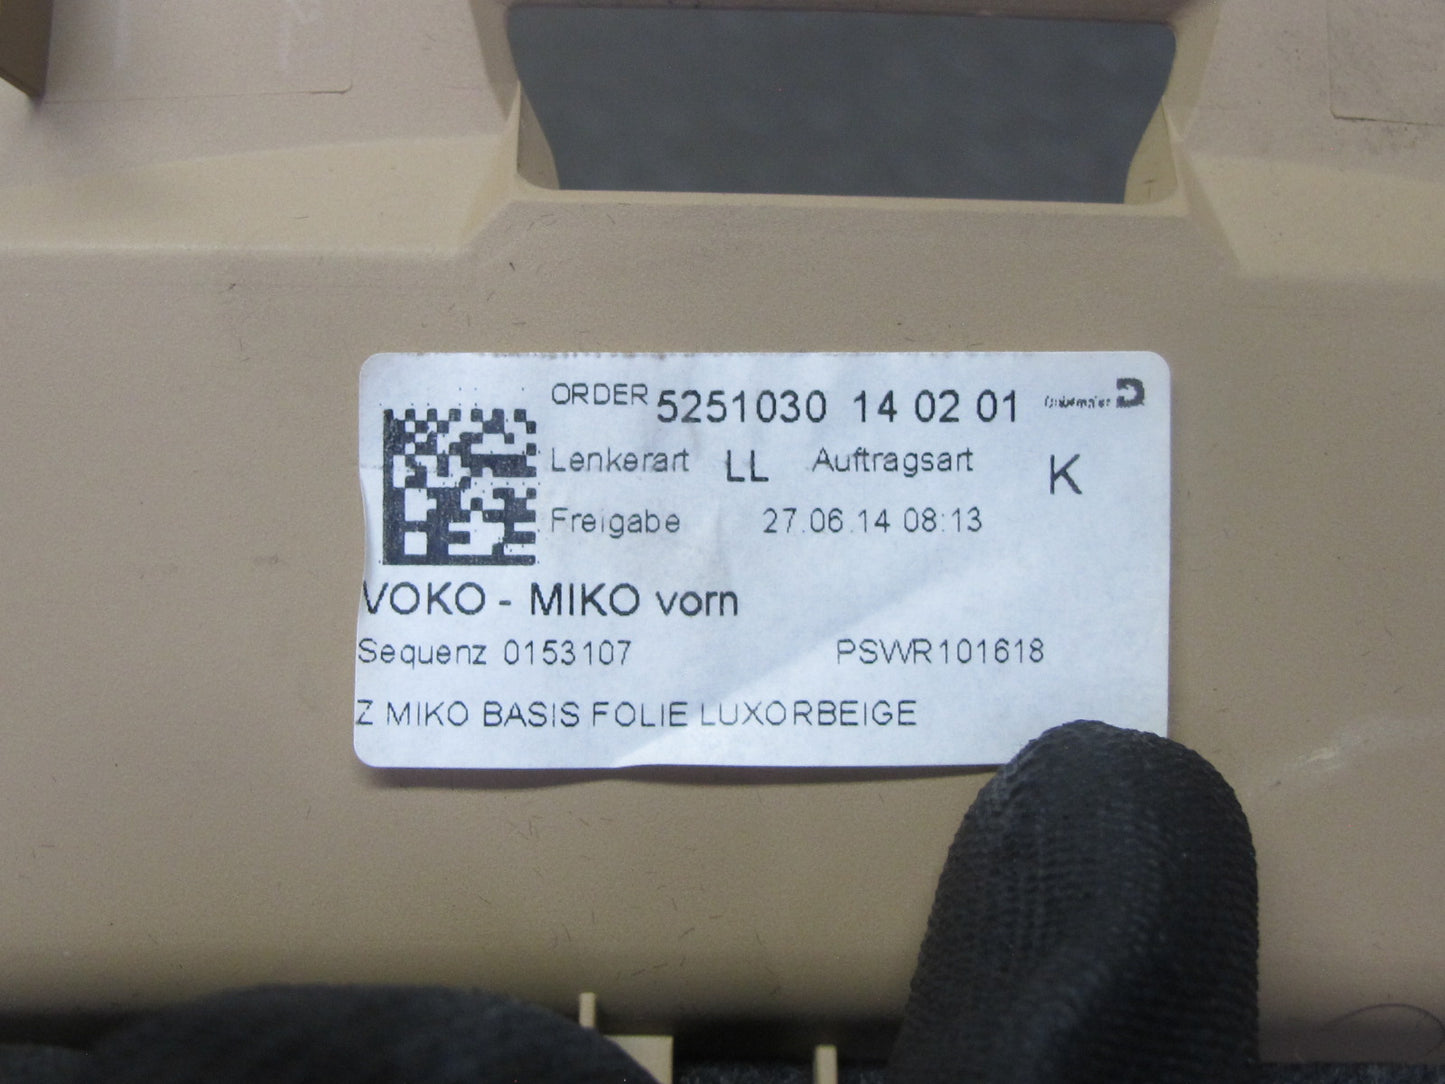 ORDER 5251030 14 02 01
Lenkerart LL Auftragsart K
Freigabe 27.06.14 08:13
VOKO - MIKO vorn
Sequenz 0153107 PSWR101618
Z MIKO BASIS FOLIE LUXORBEIGE